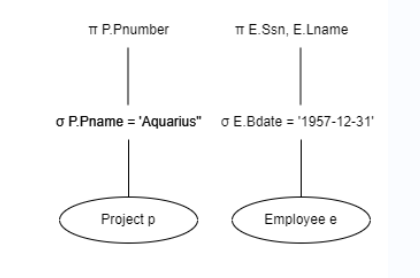 π P.Pnumber
π E.Ssn, E.Lname
σ P.Pname = 'Aquarius"
σ E.Bdate = '1957-12-31'
Project p
Employee e